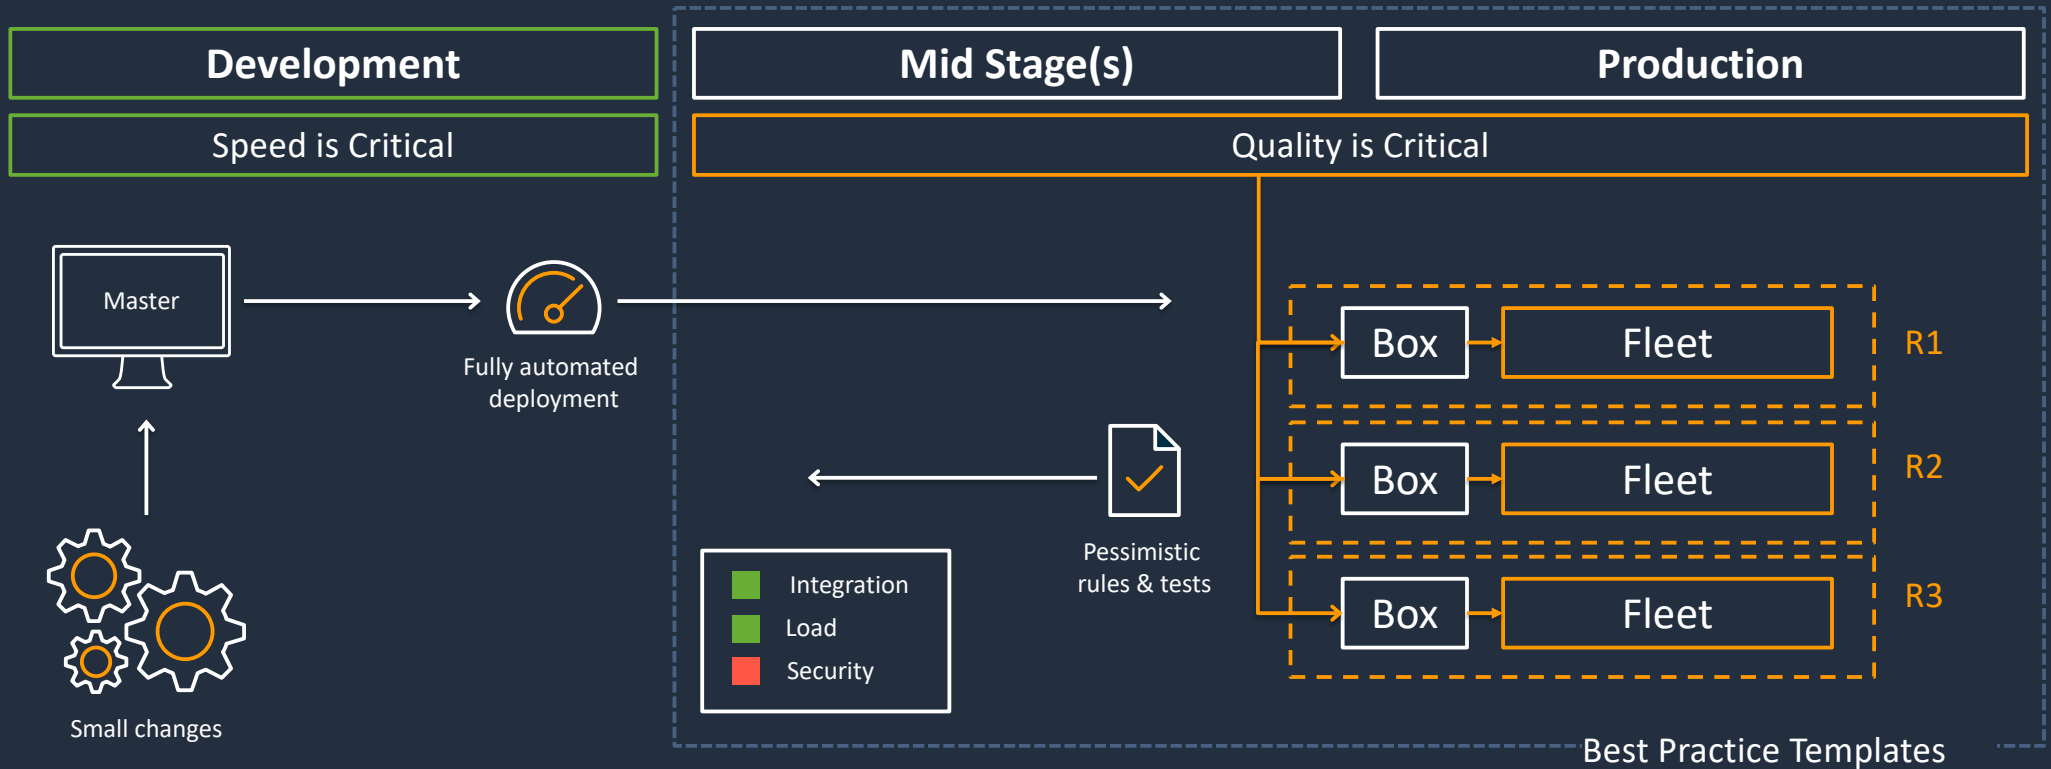 Development
Mid Stage(s)
Production
Speed is Critical
Quality is Critical
Master
Fully automated
deployment
Small changes
Pessimistic
rules & tests
Integration
Load
Security
Box
Fleet
R1
Box
Fleet
R2
Box
Fleet
R3
Best Practice Templates